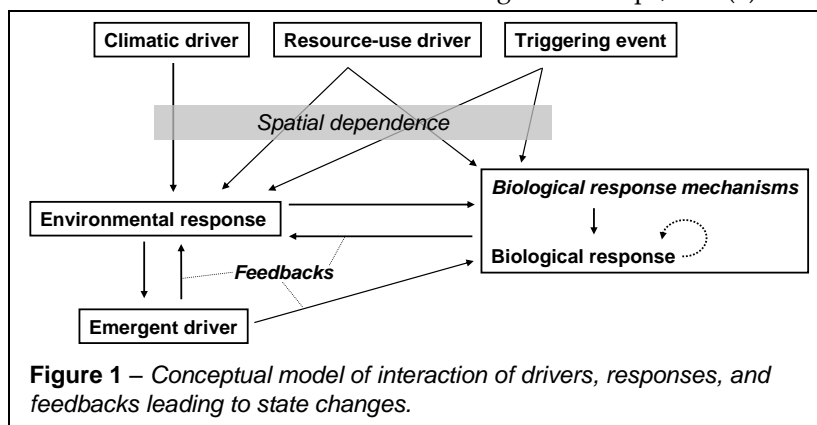 Climatic driver
Resource-use driver
Triggering event
Spatial dependence
Biological response mechanisms
Environmental response
Biological response
Feedbacks
Emergent driver
Figure 1 – Conceptual model of interaction of drivers, responses, and
feedbacks leading to state changes.